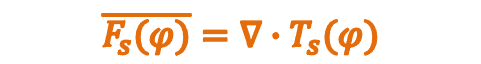 $\overline{F_s(\varphi)} = \nabla \cdot T_s(\varphi)$